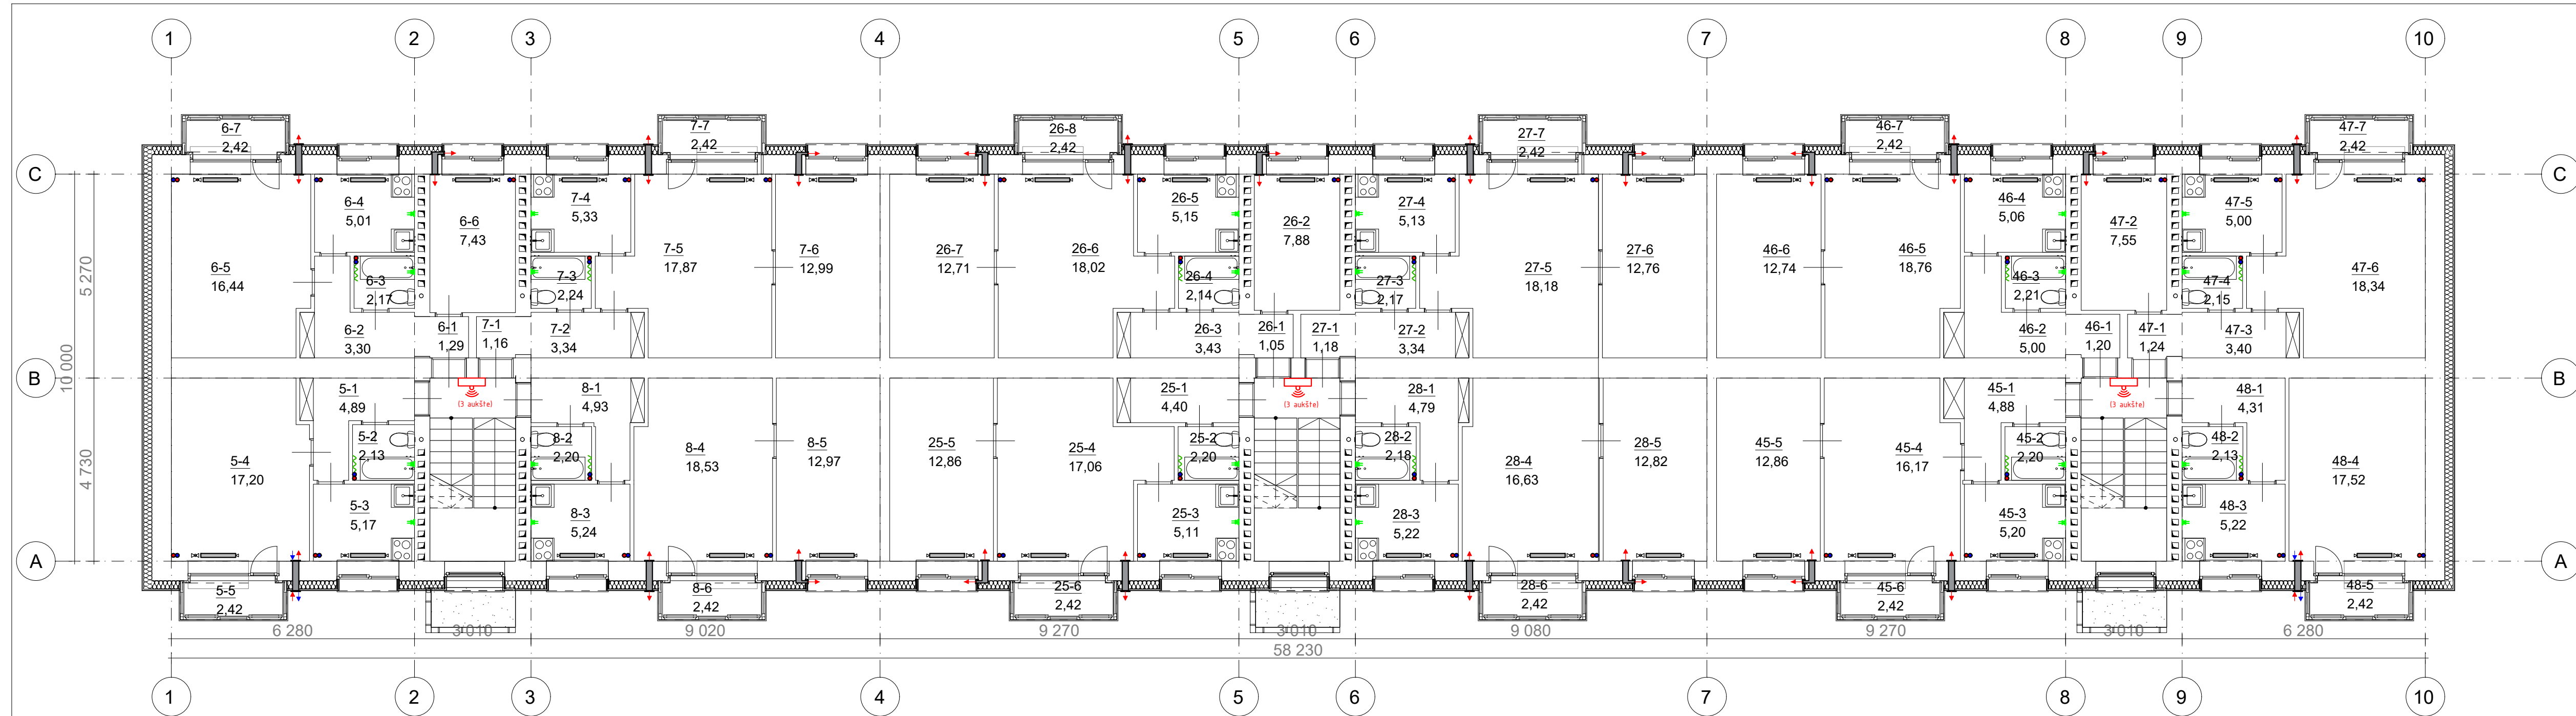 1 2 3 4 5 6 7 8 9 10
6-7 7-7 26-8 27-7 46-7 47-7
2,42 2,42 2,42 2,42 2,42 2,42
C C
6-4 6-6 7-4 26-5 26-2 27-4 46-4 47-2 47-5
5,01 7,43 5,33 5,15 7,88 5,13 5,06 7,55 5,00
6-5 7-5 7-6 26-7 26-6 27-5 27-6 46-6 46-5 47-6
16,44 17,87 12,99 12,71 18,02 18,18 12,76 12,74 18,76 18,34
5 270
6-3 7-3 26-4 27-3 46-3 47-4
2,17 2,24 2,14 2,17 2,21 2,15
6-2 6-1 7-1 7-2 26-3 26-1 27-1 27-2 46-2 46-1 47-1 47-3
3,30 1,29 1,16 3,34 3,43 1,05 1,18 3,34 5,00 1,20 1,24 3,40
10 000
B B
5-1 8-1 25-1 28-1 45-1 48-1
4,89 4,93 4,40 4,79 4,88 4,31
(3 aukšte) (3 aukšte) (3 aukšte)
5-2 8-2 25-2 28-2 45-2 48-2
2,13 2,20 2,20 2,18 2,20 2,13
5-4 8-4 8-5 25-5 25-4 28-4 28-5 45-5 45-4 48-4
17,20 18,53 12,97 12,86 17,06 16,63 12,82 12,86 16,17 17,52
4 730
5-3 8-3 25-3 28-3 45-3 48-3
5,17 5,24 5,11 5,22 5,20 5,22
A A
5-5 8-6 25-6 28-6 45-6 48-5
2,42 2,42 2,42 2,42 2,42 2,42
6 280 3 010 9 020 9 270 3 010 9 080 9 270 3 010 6 280
58 230
1 2 3 4 5 6 7 8 9 10